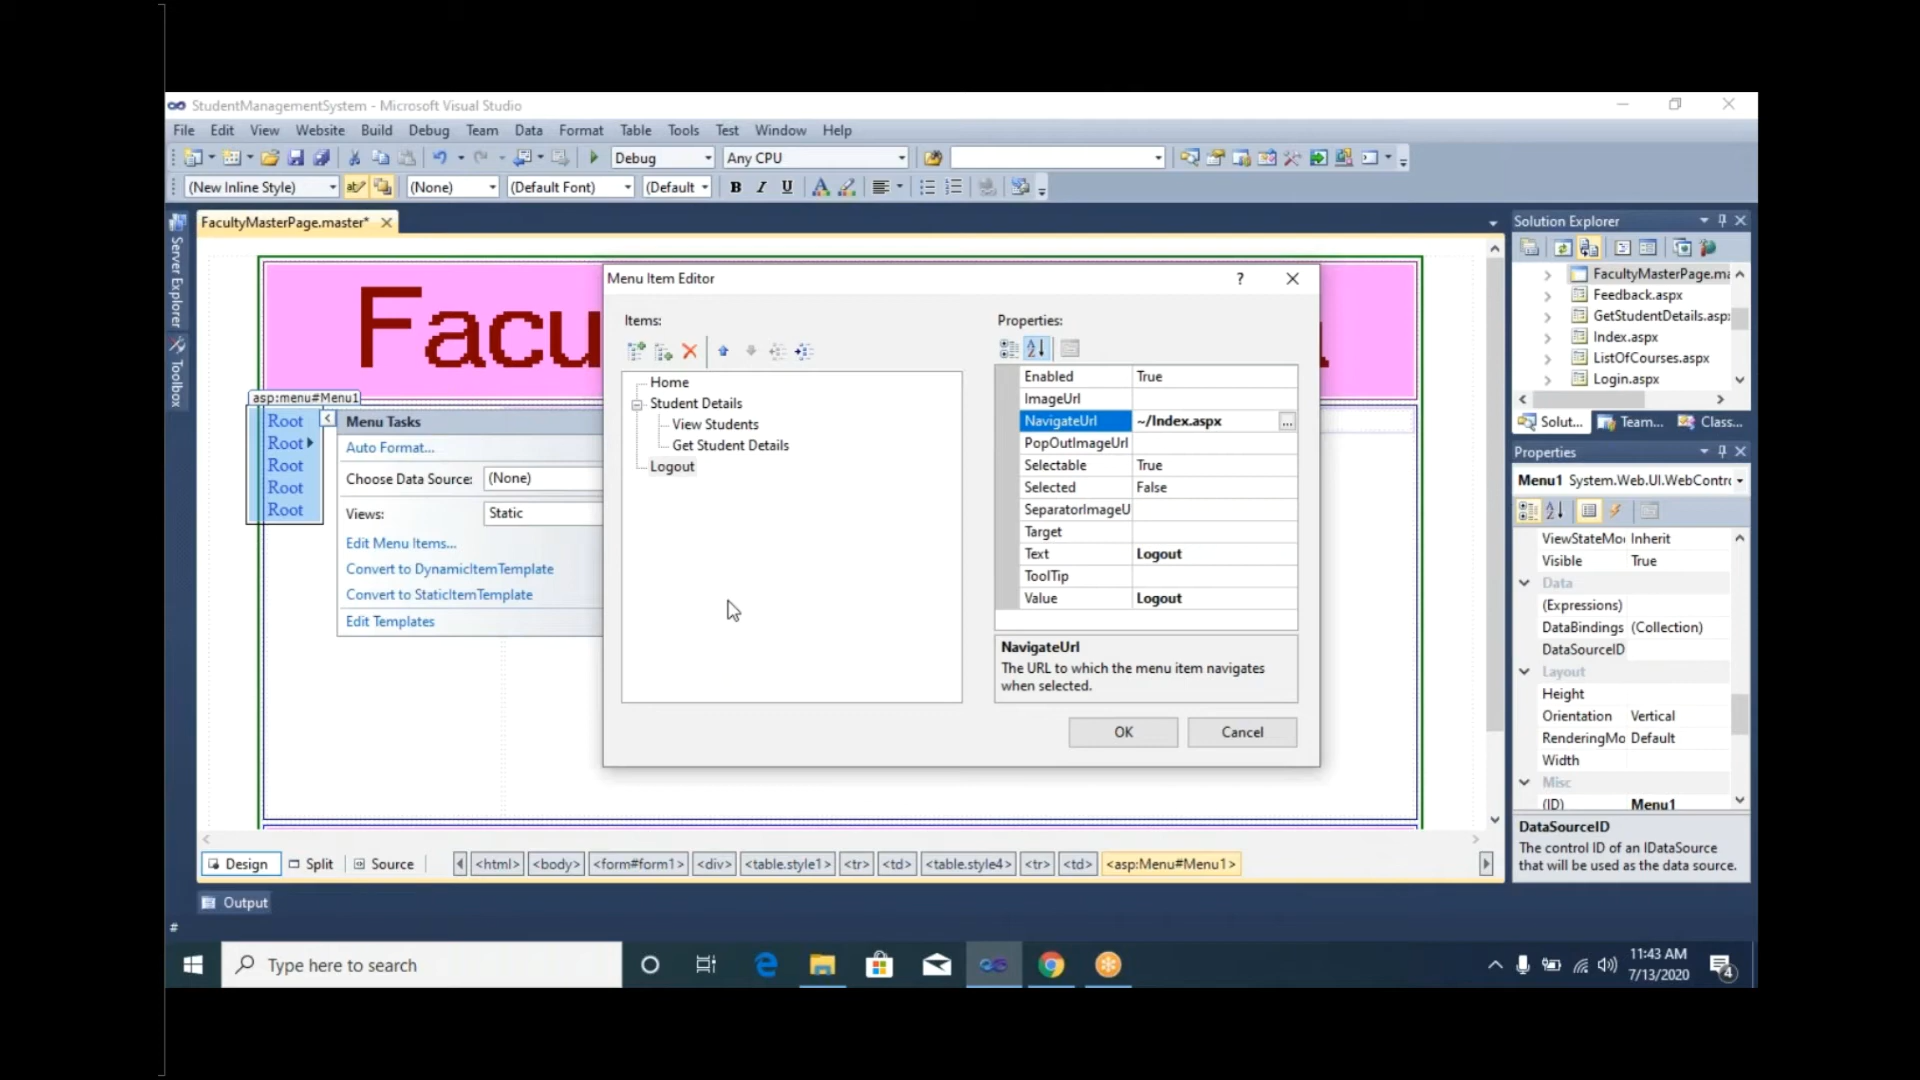 StudentManagementSystem - Microsoft Visual Studio
File Edit View Website Build Debug Team Data Format Table Tools Test Window Help
Debug Any CPU
(New Inline Style) (None) (Default Font) (Default B I U
FacultyMasterPage.master*
Server Explorer
Toolbox
Facu
asp:menu#Menu1
Root
Root
Root
Root
Root
Menu Tasks
Auto Format...
Choose Data Source: (None)
Views: Static
Edit Menu Items...
Convert to DynamicItemTemplate
Convert to StaticItemTemplate
Edit Templates
Menu Item Editor
Items:
Home
Student Details
View Students
Get Student Details
Logout
Properties:
Enabled True
ImageUrl
NavigateUrl ~/Index.aspx ...
PopOutImageUrl
Selectable True
Selected False
SeparatorImageU
Target
Text Logout
ToolTip
Value Logout
NavigateUrl
The URL to which the menu item navigates
when selected.
OK Cancel
Solution Explorer
FacultyMasterPage.ma
Feedback.aspx
GetStudentDetails.asp
Index.aspx
ListOfCourses.aspx
Login.aspx
Solut... Team... Class...
Properties
Menu1 System.Web.UI.WebContr
ViewStateMo Inherit
Visible True
Data
(Expressions)
DataBindings (Collection)
DataSourceID
Layout
Height
Orientation Vertical
RenderingMo Default
Width
Misc
(ID) Menu1
DataSourceID
The control ID of an IDataSource
that will be used as the data source.
Design Split Source <html> <body> <form#form1> <div> <table.style1> <tr> <td> <table.style4> <tr> <td> <asp:Menu#Menu1>
Output
#
Type here to search
11:43 AM
7/13/2020
4